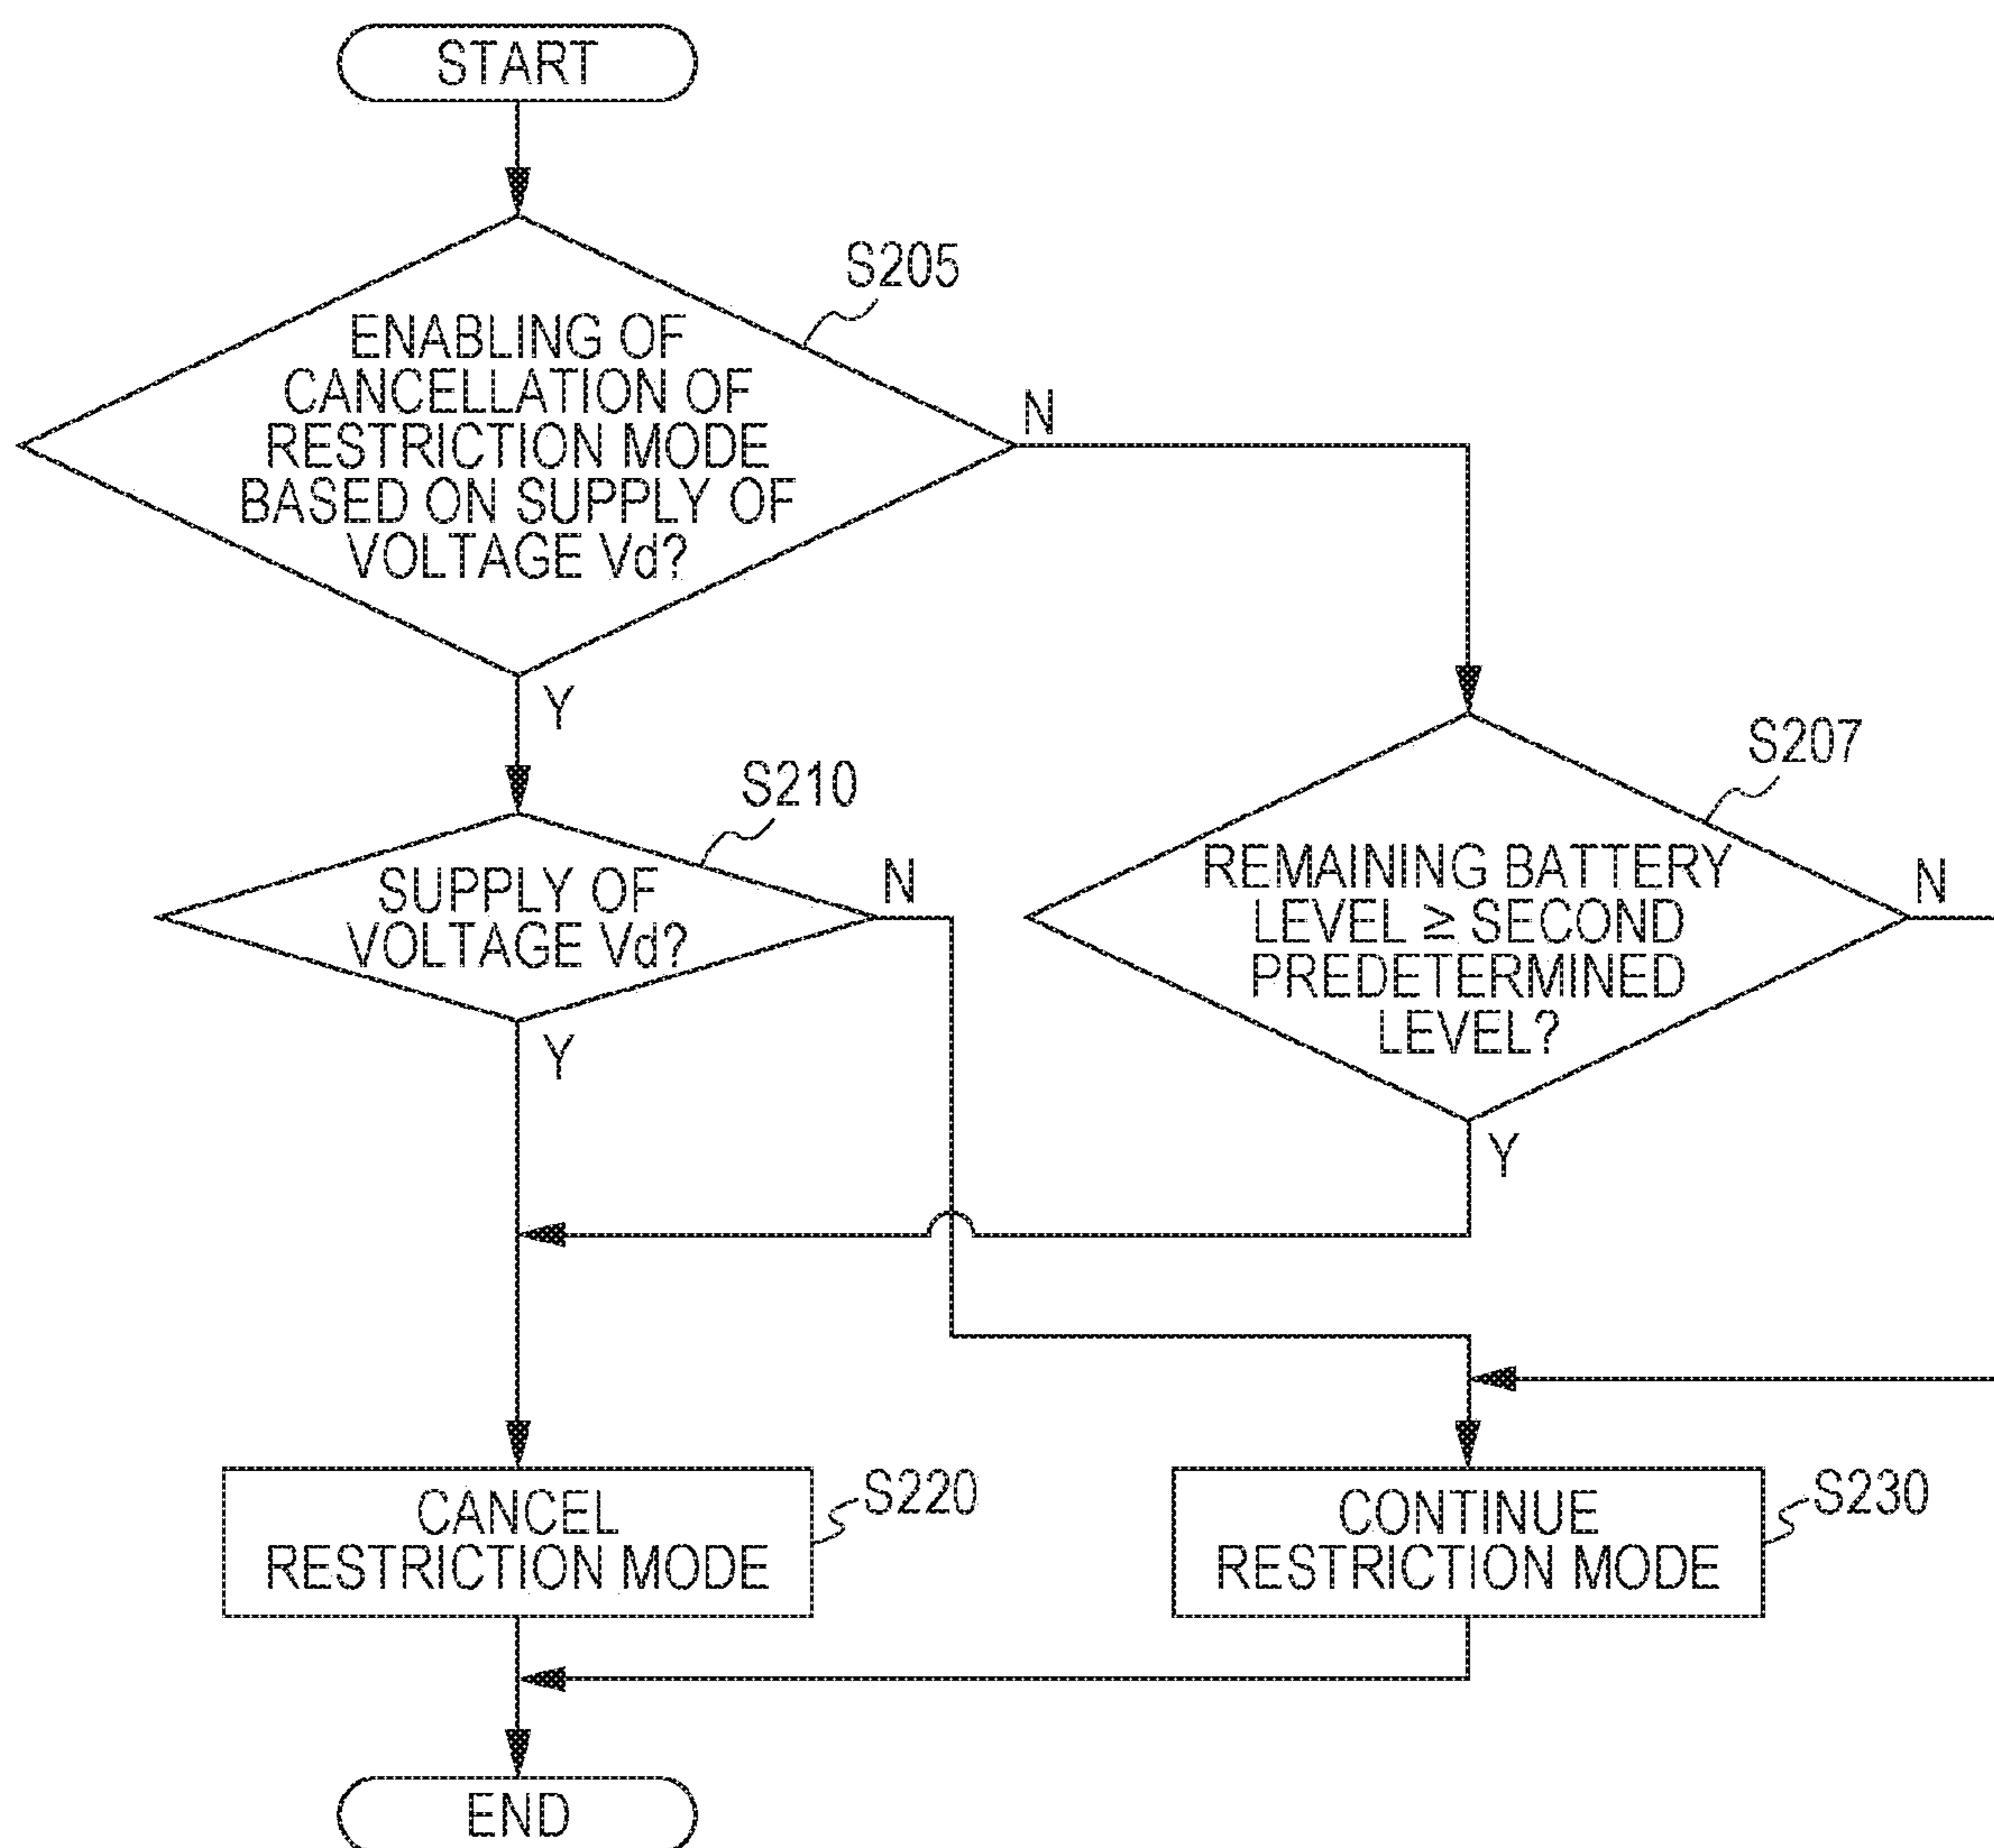 START
S205
ENABLING OF
CANCELLATION OF
RESTRICTION MODE
BASED ON SUPPLY OF
VOLTAGE Vd?
N
Y
S210
SUPPLY OF
VOLTAGE Vd?
N
Y
S207
REMAINING BATTERY
LEVEL ≥ SECOND
PREDETERMINED
LEVEL?
N
Y
CANCEL
RESTRICTION MODE
S220
CONTINUE
RESTRICTION MODE
S230
END